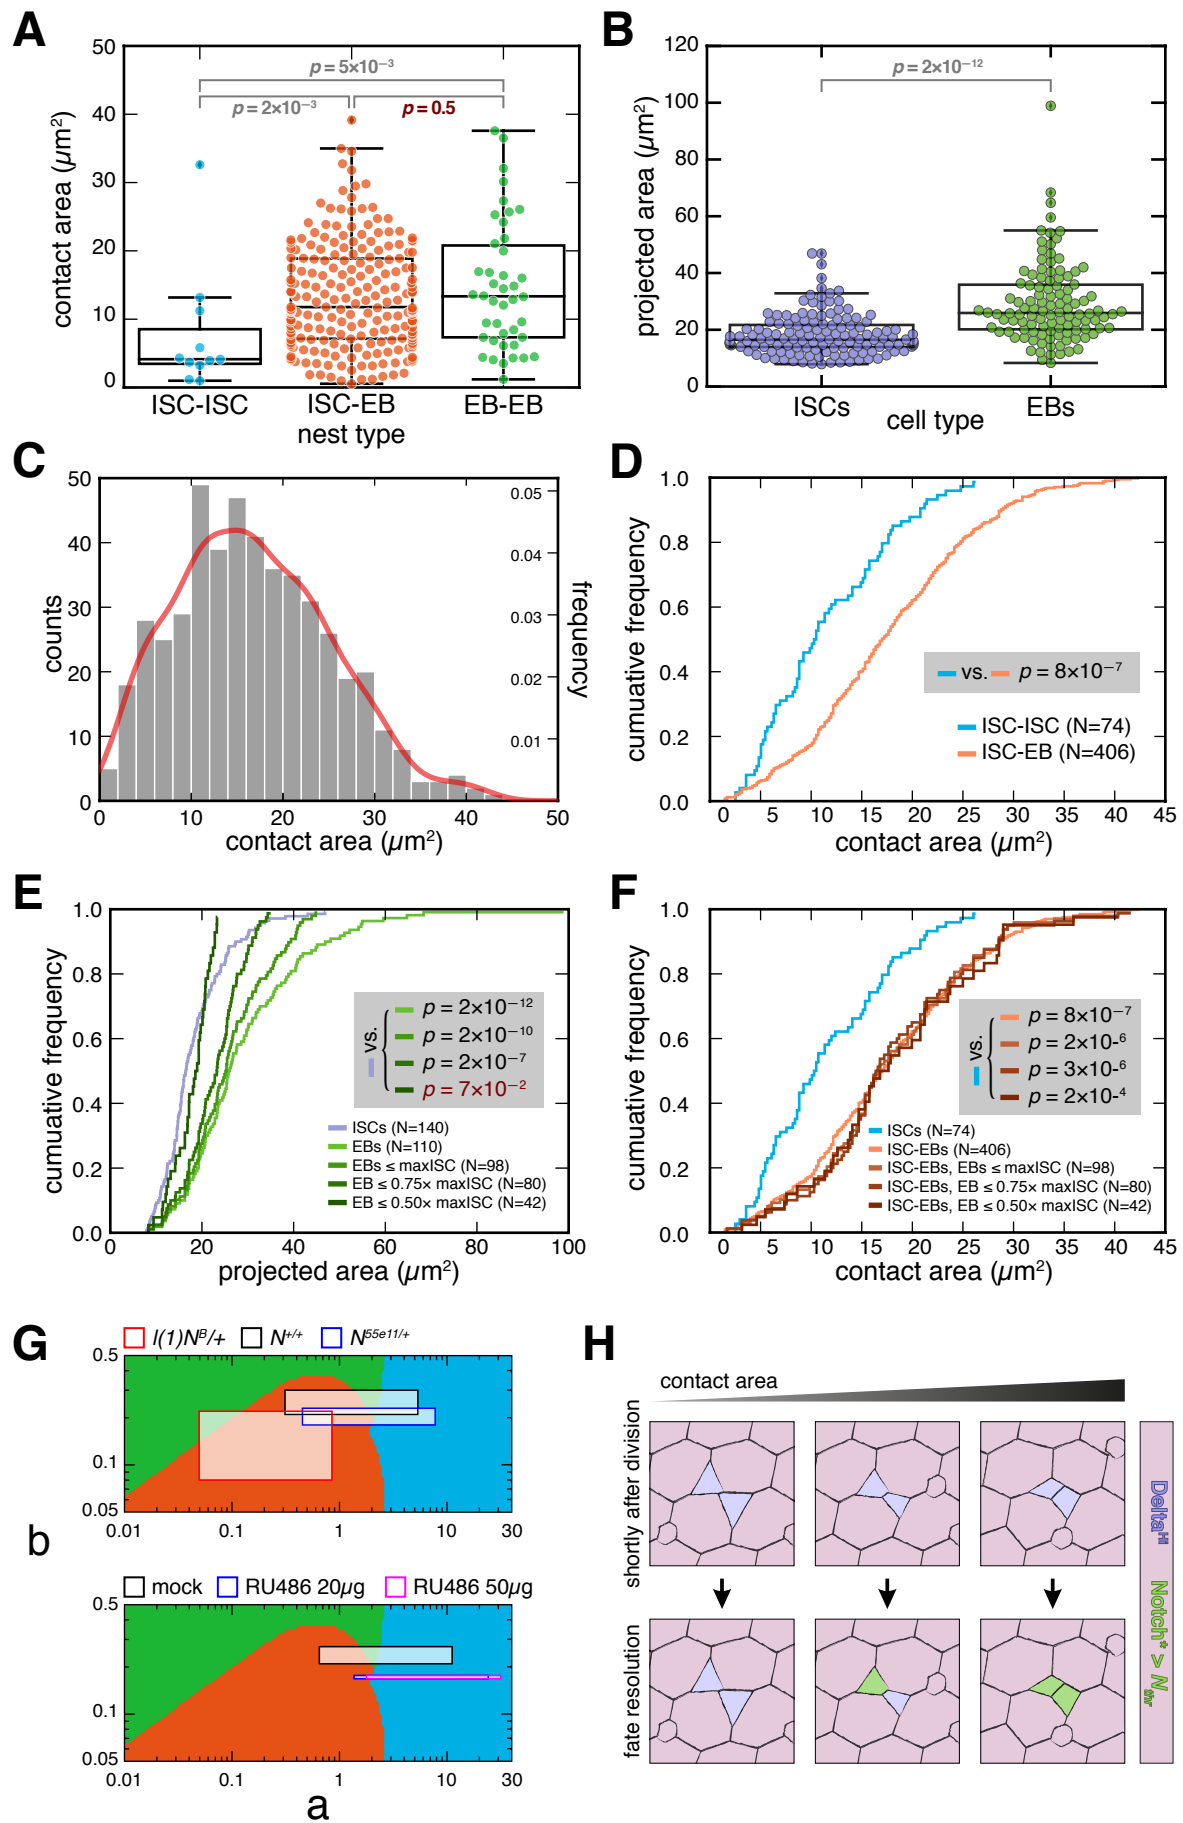 A
50
40
30
20
10
0
contact area (µm²)
p = 5×10⁻³
p = 2×10⁻³
p = 0.5
ISC-ISC
ISC-EB
EB-EB
nest type
B
120
100
80
60
40
20
0
projected area (µm²)
p = 2×10⁻¹²
ISCs
EBs
cell type
C
50
40
30
20
10
0
counts
0.05
0.04
0.03
0.02
0.01
frequency
0
10
20
30
40
50
contact area (µm²)
D
1.0
0.8
0.6
0.4
0.2
0.0
cumuative frequency
vs. p = 8×10⁻⁷
ISC-ISC (N=74)
ISC-EB (N=406)
0
5
10
15
20
25
30
35
40
45
contact area (µm²)
E
1.0
0.8
0.6
0.4
0.2
0.0
cumuative frequency
vs.
p = 2×10⁻¹²
p = 2×10⁻¹⁰
p = 2×10⁻⁷
p = 7×10⁻²
ISCs (N=140)
EBs (N=110)
EBs ≤ maxISC (N=98)
EB ≤ 0.75× maxISC (N=80)
EB ≤ 0.50× maxISC (N=42)
0
20
40
60
80
100
projected area (µm²)
F
1.0
0.8
0.6
0.4
0.2
0.0
cumuative frequency
vs.
p = 8×10⁻⁷
p = 2×10-⁶
p = 3×10-⁶
p = 2×10-⁴
ISCs (N=74)
ISC-EBs (N=406)
ISC-EBs, EBs ≤ maxISC (N=98)
ISC-EBs, EB ≤ 0.75× maxISC (N=80)
ISC-EBs, EB ≤ 0.50× maxISC (N=42)
0
5
10
15
20
25
30
35
40
45
contact area (µm²)
G
l(1)Nᴮ/+
N⁺/⁺
N⁵⁵ᵉ¹¹/⁺
0.5
0.1
0.05
0.01
0.1
1
10
30
b
mock
RU486 20µg
RU486 50µg
0.5
0.1
0.05
0.01
0.1
1
10
30
a
H
contact area
shortly after division
fate resolution
Deltaᴴᴵ
Notch* > Nthr